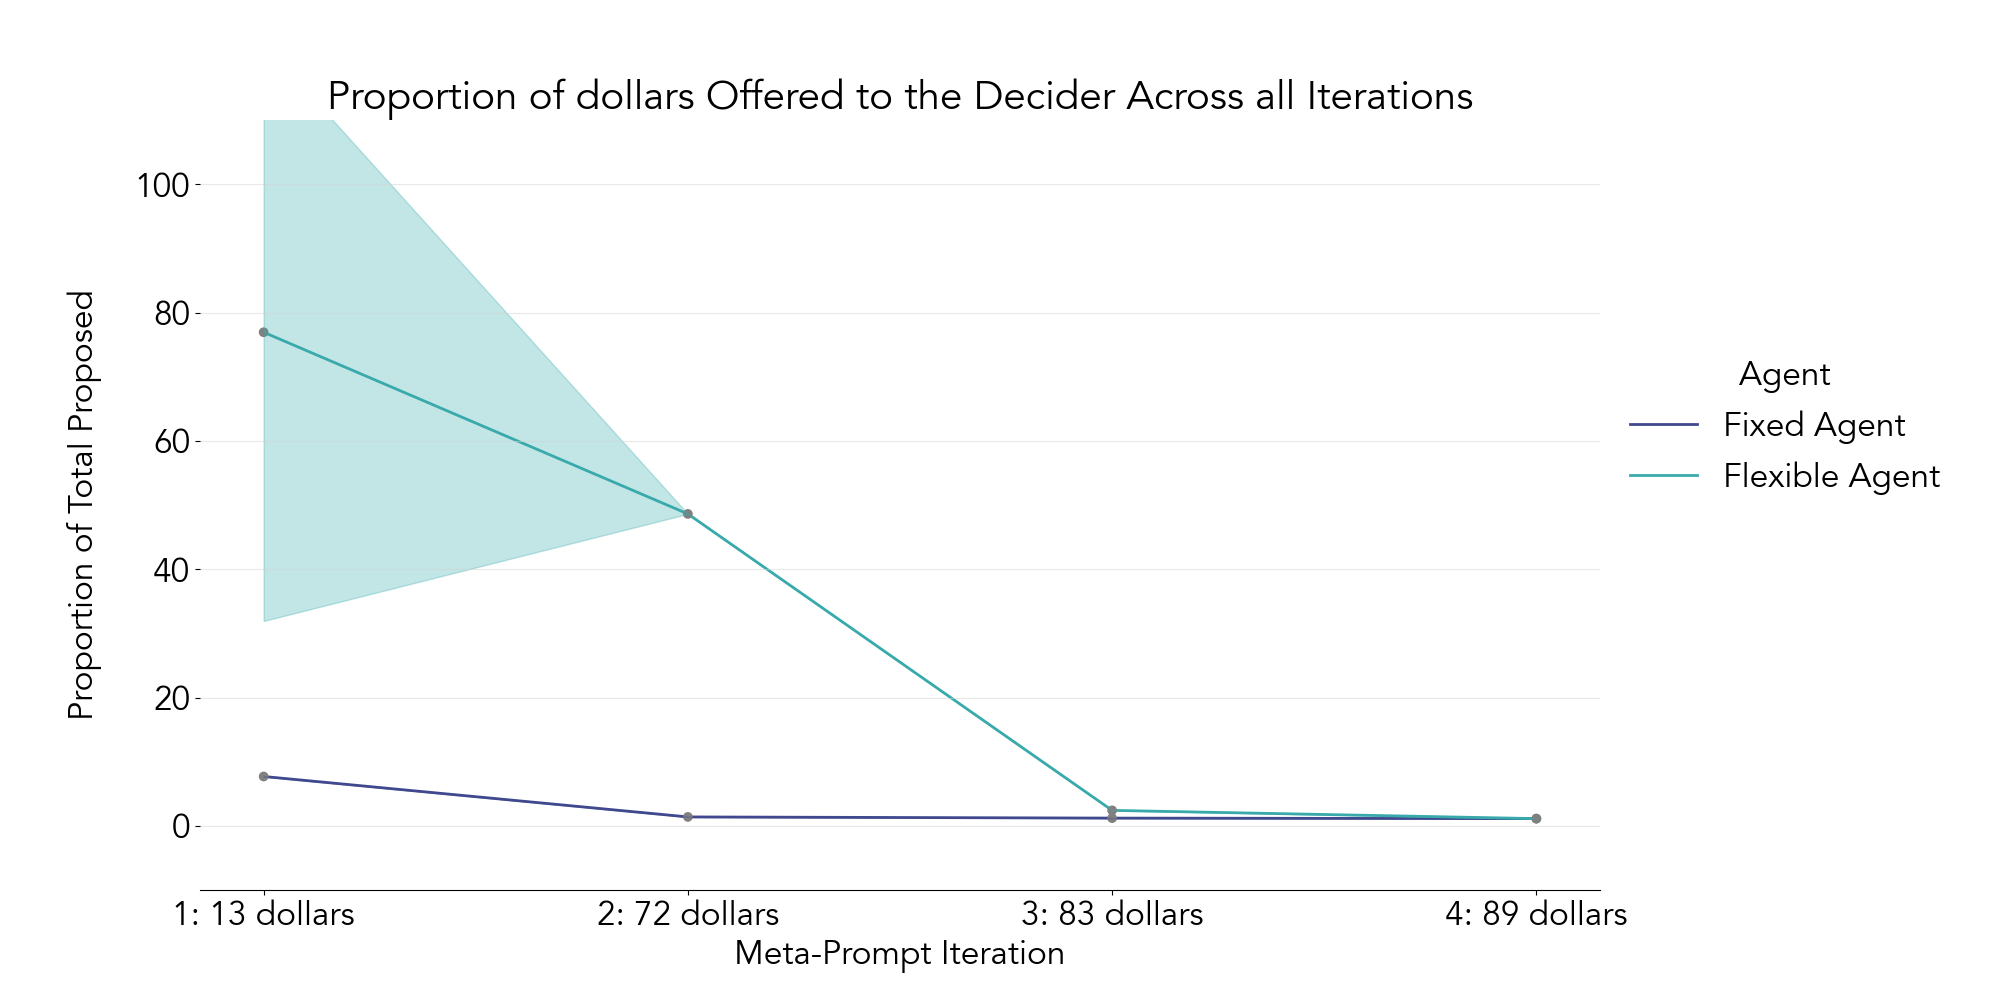 Proportion of dollars Offered to the Decider Across all Iterations
Proportion of Total Proposed
100
80
60
40
20
0
1: 13 dollars
2: 72 dollars
3: 83 dollars
4: 89 dollars
Meta-Prompt Iteration
Agent
Fixed Agent
Flexible Agent